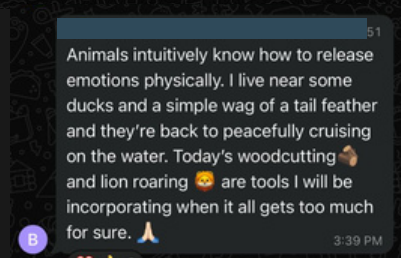 51
Animals intuitively know how to release
emotions physically. I live near some
ducks and a simple wag of a tail feather
and they're back to peacefully cruising
on the water. Today's woodcutting🪵
and lion roaring 🦁 are tools I will be
incorporating when it all gets too much
for sure. 🙏🏻
B
3:39 PM